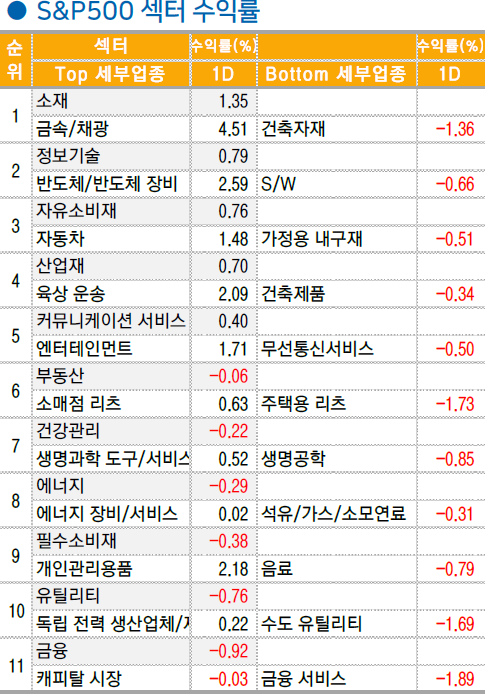 ● S&P500 섹터 수익률
순위 섹터 수익률(%) 수익률(%)
Top 세부업종 1D Bottom 세부업종 1D
1 소재 1.35
금속/채광 4.51 건축자재 -1.36
2 정보기술 0.79
반도체/반도체 장비 2.59 S/W -0.66
3 자유소비재 0.76
자동차 1.48 가정용 내구재 -0.51
4 산업재 0.70
육상 운송 2.09 건축제품 -0.34
5 커뮤니케이션 서비스 0.40
엔터테인먼트 1.71 무선통신서비스 -0.50
6 부동산 -0.06
소매점 리츠 0.63 주택용 리츠 -1.73
7 건강관리 -0.22
생명과학 도구/서비스 0.52 생명공학 -0.85
8 에너지 -0.29
에너지 장비/서비스 0.02 석유/가스/소모연료 -0.31
9 필수소비재 -0.38
개인관리용품 2.18 음료 -0.79
10 유틸리티 -0.76
독립 전력 생산업체/ 0.22 수도 유틸리티 -1.69
11 금융 -0.92
캐피탈 시장 -0.03 금융 서비스 -1.89